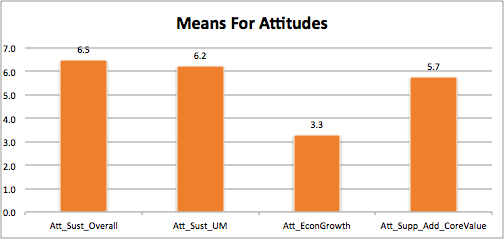 Means For Attitudes
7.0
6.0
5.0
4.0
3.0
2.0
1.0
0.0
6.5
6.2
3.3
5.7
Att_Sust_Overall
Att_Sust_UM
Att_EconGrowth
Att_Supp_Add_CoreValue